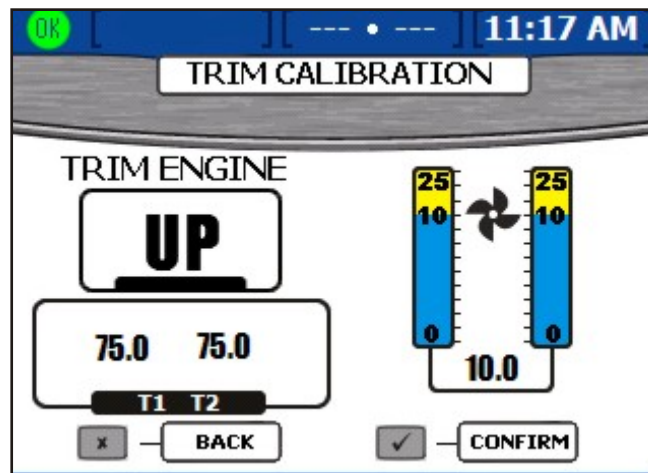 OK --- • --- 11:17 AM
TRIM CALIBRATION
TRIM ENGINE
UP
75.0 75.0
T1 T2
25 25
10 10
0 0
10.0
x BACK ✓ CONFIRM